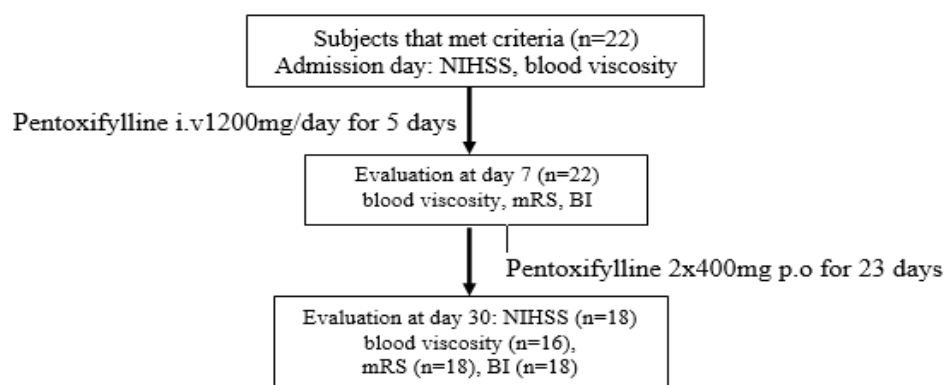 Subjects that met criteria (n=22)
Admission day: NIHSS, blood viscosity
Pentoxifylline i.v1200mg/day for 5 days
Evaluation at day 7 (n=22)
blood viscosity, mRS, BI
Pentoxifylline 2x400mg p.o for 23 days
Evaluation at day 30: NIHSS (n=18)
blood viscosity (n=16),
mRS (n=18), BI (n=18)